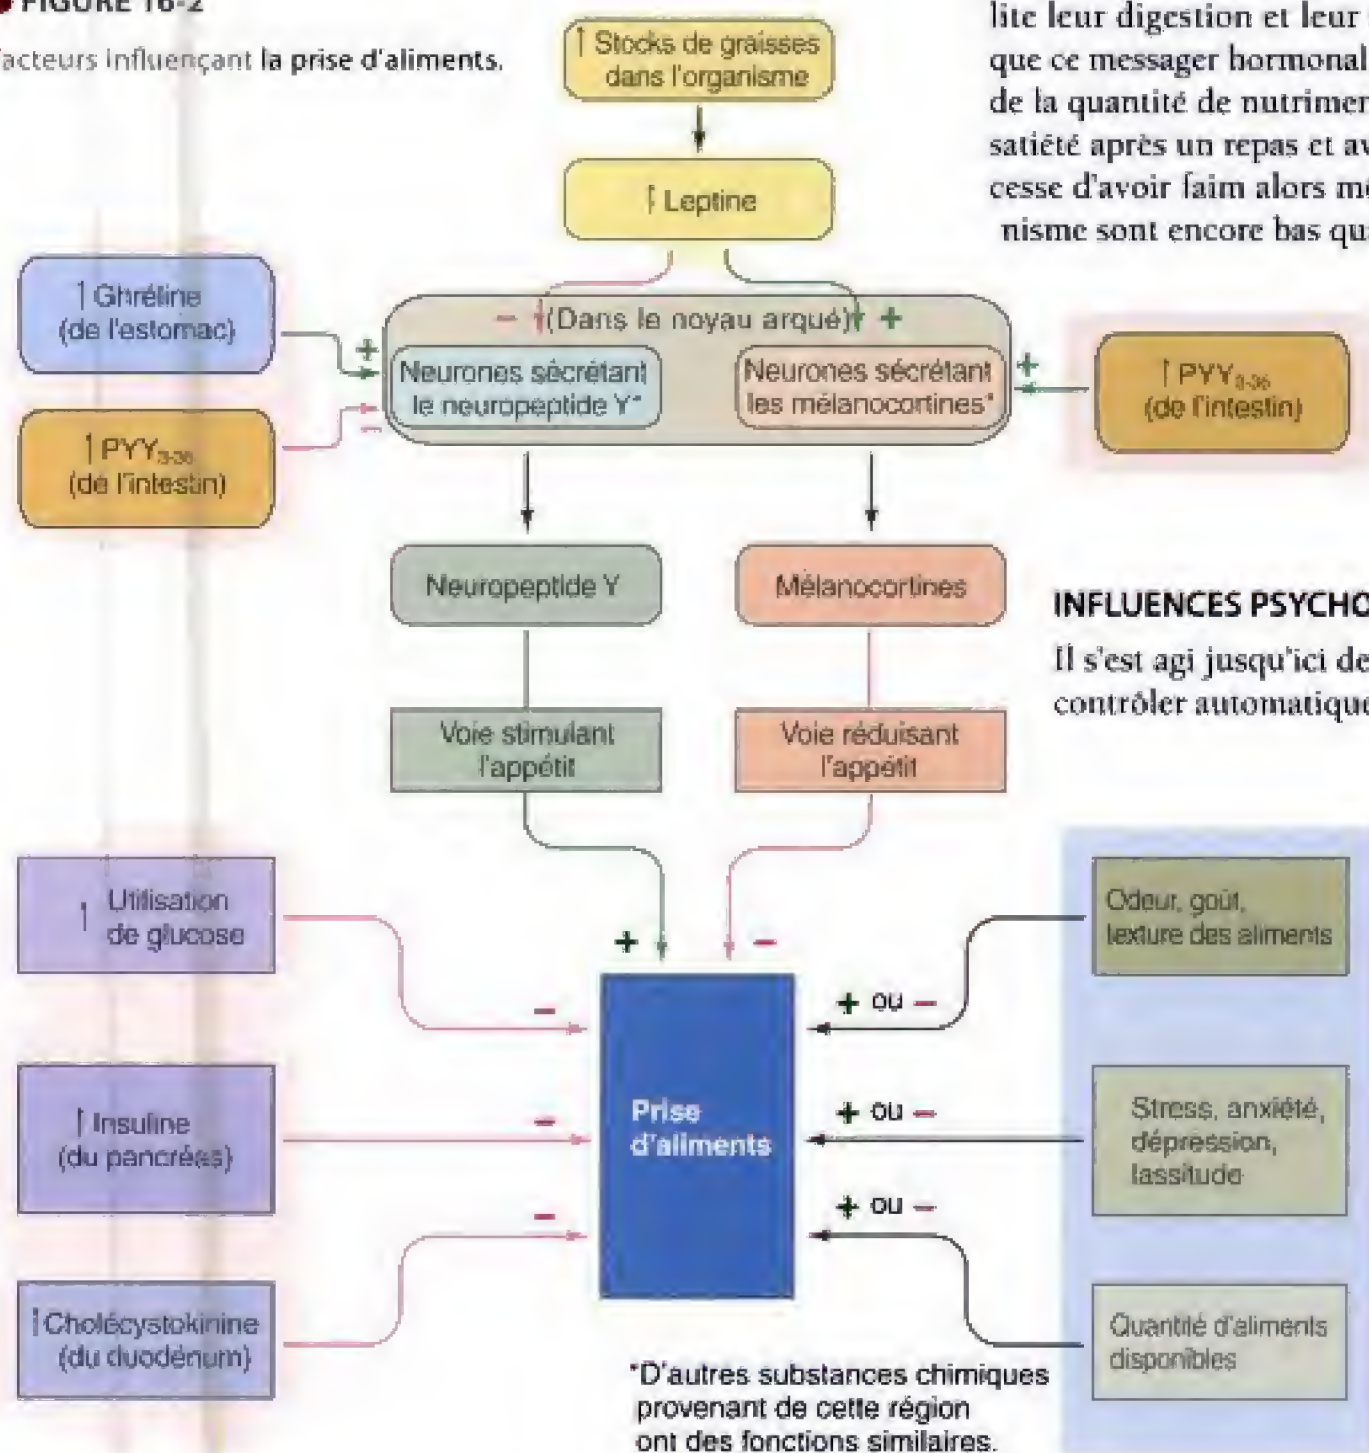 FIGURE 16-2
acteurs influençant la prise d'aliments.
↑ Stocks de graisses
dans l'organisme
lite leur digestion et leur
que ce messager hormonal
de la quantité de
satiété après un repas et
cesse d'avoir faim alors
nisme sont encore bas
↑ Leptine
↑ Ghréline
(de l'estomac)
↑ PYY3-36
(de l'intestin)
(Dans le noyau arqué)
Neurones sécrétant
le neuropeptide Y*
Neurones sécrétant
les mélanocortines*
↑ PYY3-36
(de l'intestin)
Neuropeptide Y
Mélanocortines
INFLUENCES
Il s'est agi jusqu'ici de
contrôler
Voie stimulant
l'appétit
Voie réduisant
l'appétit
↑ Utilisation
de glucose
↑ Insuline
(du pancréas)
↑ Cholécystokinine
(du duodénum)
+
-
+ ou -
+ ou -
+ ou -
Prise
d'aliments
Odeur, goût,
texture des aliments
Stress, anxiété,
dépression,
lassitude
Quantité d'aliments
disponibles
*D'autres substances chimiques
provenant de cette région
ont des fonctions similaires.